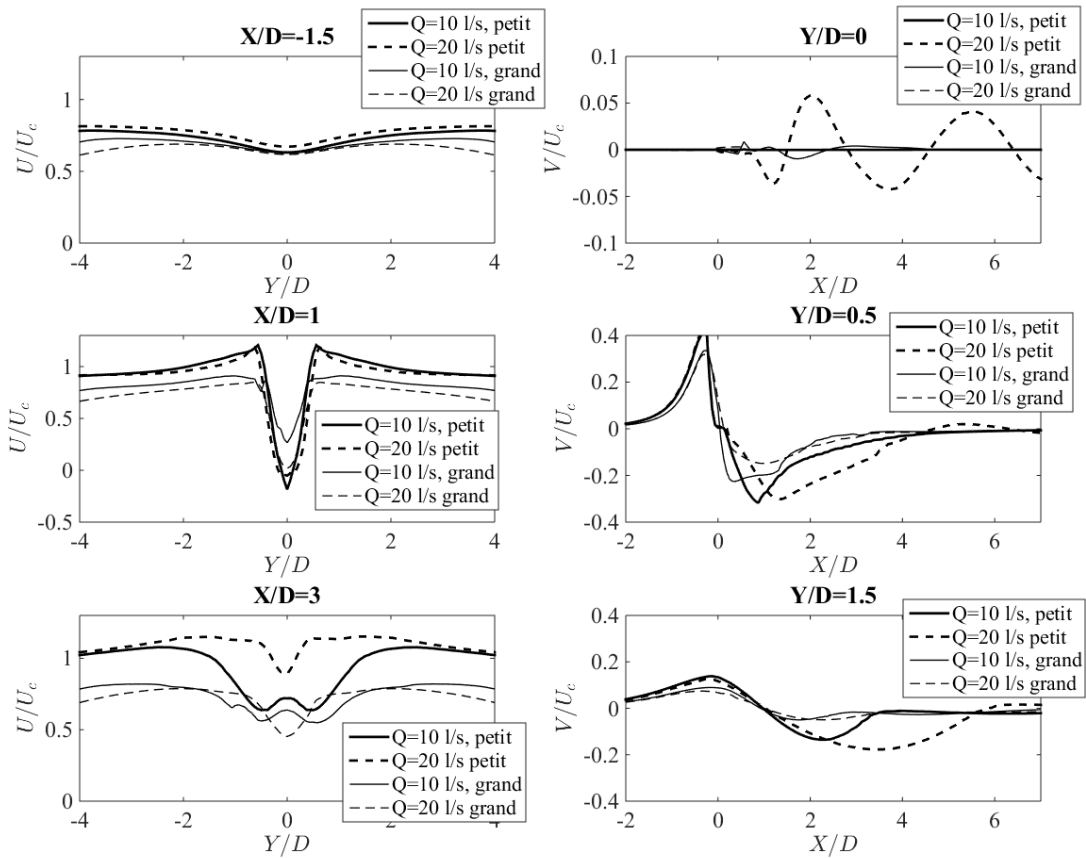 X/D=-1.5
Q=10 l/s, petit
Q=20 l/s petit
Q=10 l/s, grand
Q=20 l/s grand
1
0.5
0
U/U_c
-4
-2
0
2
4
Y/D
Y/D=0
Q=10 l/s, petit
Q=20 l/s petit
Q=10 l/s, grand
Q=20 l/s grand
0.1
0.05
0
-0.05
-0.1
V/U_c
-2
0
2
4
6
X/D
X/D=1
1
0.5
0
-0.5
U/U_c
Q=10 l/s, petit
Q=20 l/s petit
Q=10 l/s, grand
Q=20 l/s grand
-4
-2
0
2
4
Y/D
Y/D=0.5
Q=10 l/s, petit
Q=20 l/s petit
Q=10 l/s, grand
Q=20 l/s grand
0.4
0.2
0
-0.2
-0.4
V/U_c
-2
0
2
4
6
X/D
X/D=3
1
0.5
0
U/U_c
Q=10 l/s, petit
Q=20 l/s petit
Q=10 l/s, grand
Q=20 l/s grand
-4
-2
0
2
4
Y/D
Y/D=1.5
Q=10 l/s, petit
Q=20 l/s petit
Q=10 l/s, grand
Q=20 l/s grand
0.4
0.2
0
-0.2
-0.4
V/U_c
-2
0
2
4
6
X/D